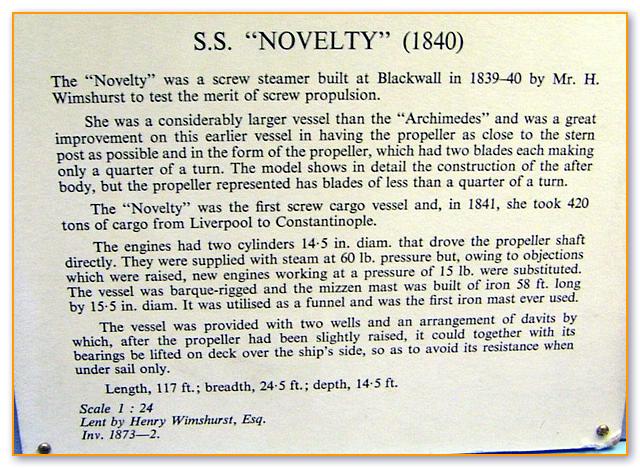 S.S. “NOVELTY” (1840)
The “Novelty” was a screw steamer built at Blackwall in 1839–40 by Mr. H.
Wimshurst to test the merit of screw propulsion.
She was a considerably larger vessel than the “Archimedes” and was a great
improvement on this earlier vessel in having the propeller as close to the stern
post as possible and in the form of the propeller, which had two blades each making
only a quarter of a turn. The model shows in detail the construction of the after
body, but the propeller represented has blades of less than a quarter of a turn.
The “Novelty” was the first screw cargo vessel and, in 1841, she took 420
tons of cargo from Liverpool to Constantinople.
The engines had two cylinders 14·5 in. diam. that drove the propeller shaft
directly. They were supplied with steam at 60 lb. pressure but, owing to objections
which were raised, new engines working at a pressure of 15 lb. were substituted.
The vessel was barque-rigged and the mizzen mast was built of iron 58 ft. long
by 15·5 in. diam. It was utilised as a funnel and was the first iron mast ever used.
The vessel was provided with two wells and an arrangement of davits by
which, after the propeller had been slightly raised, it could together with its
bearings be lifted on deck over the ship's side, so as to avoid its resistance when
under sail only.
Length, 117 ft.; breadth, 24·5 ft.; depth, 14·5 ft.
Scale 1 : 24
Lent by Henry Wimshurst, Esq.
Inv. 1873—2.